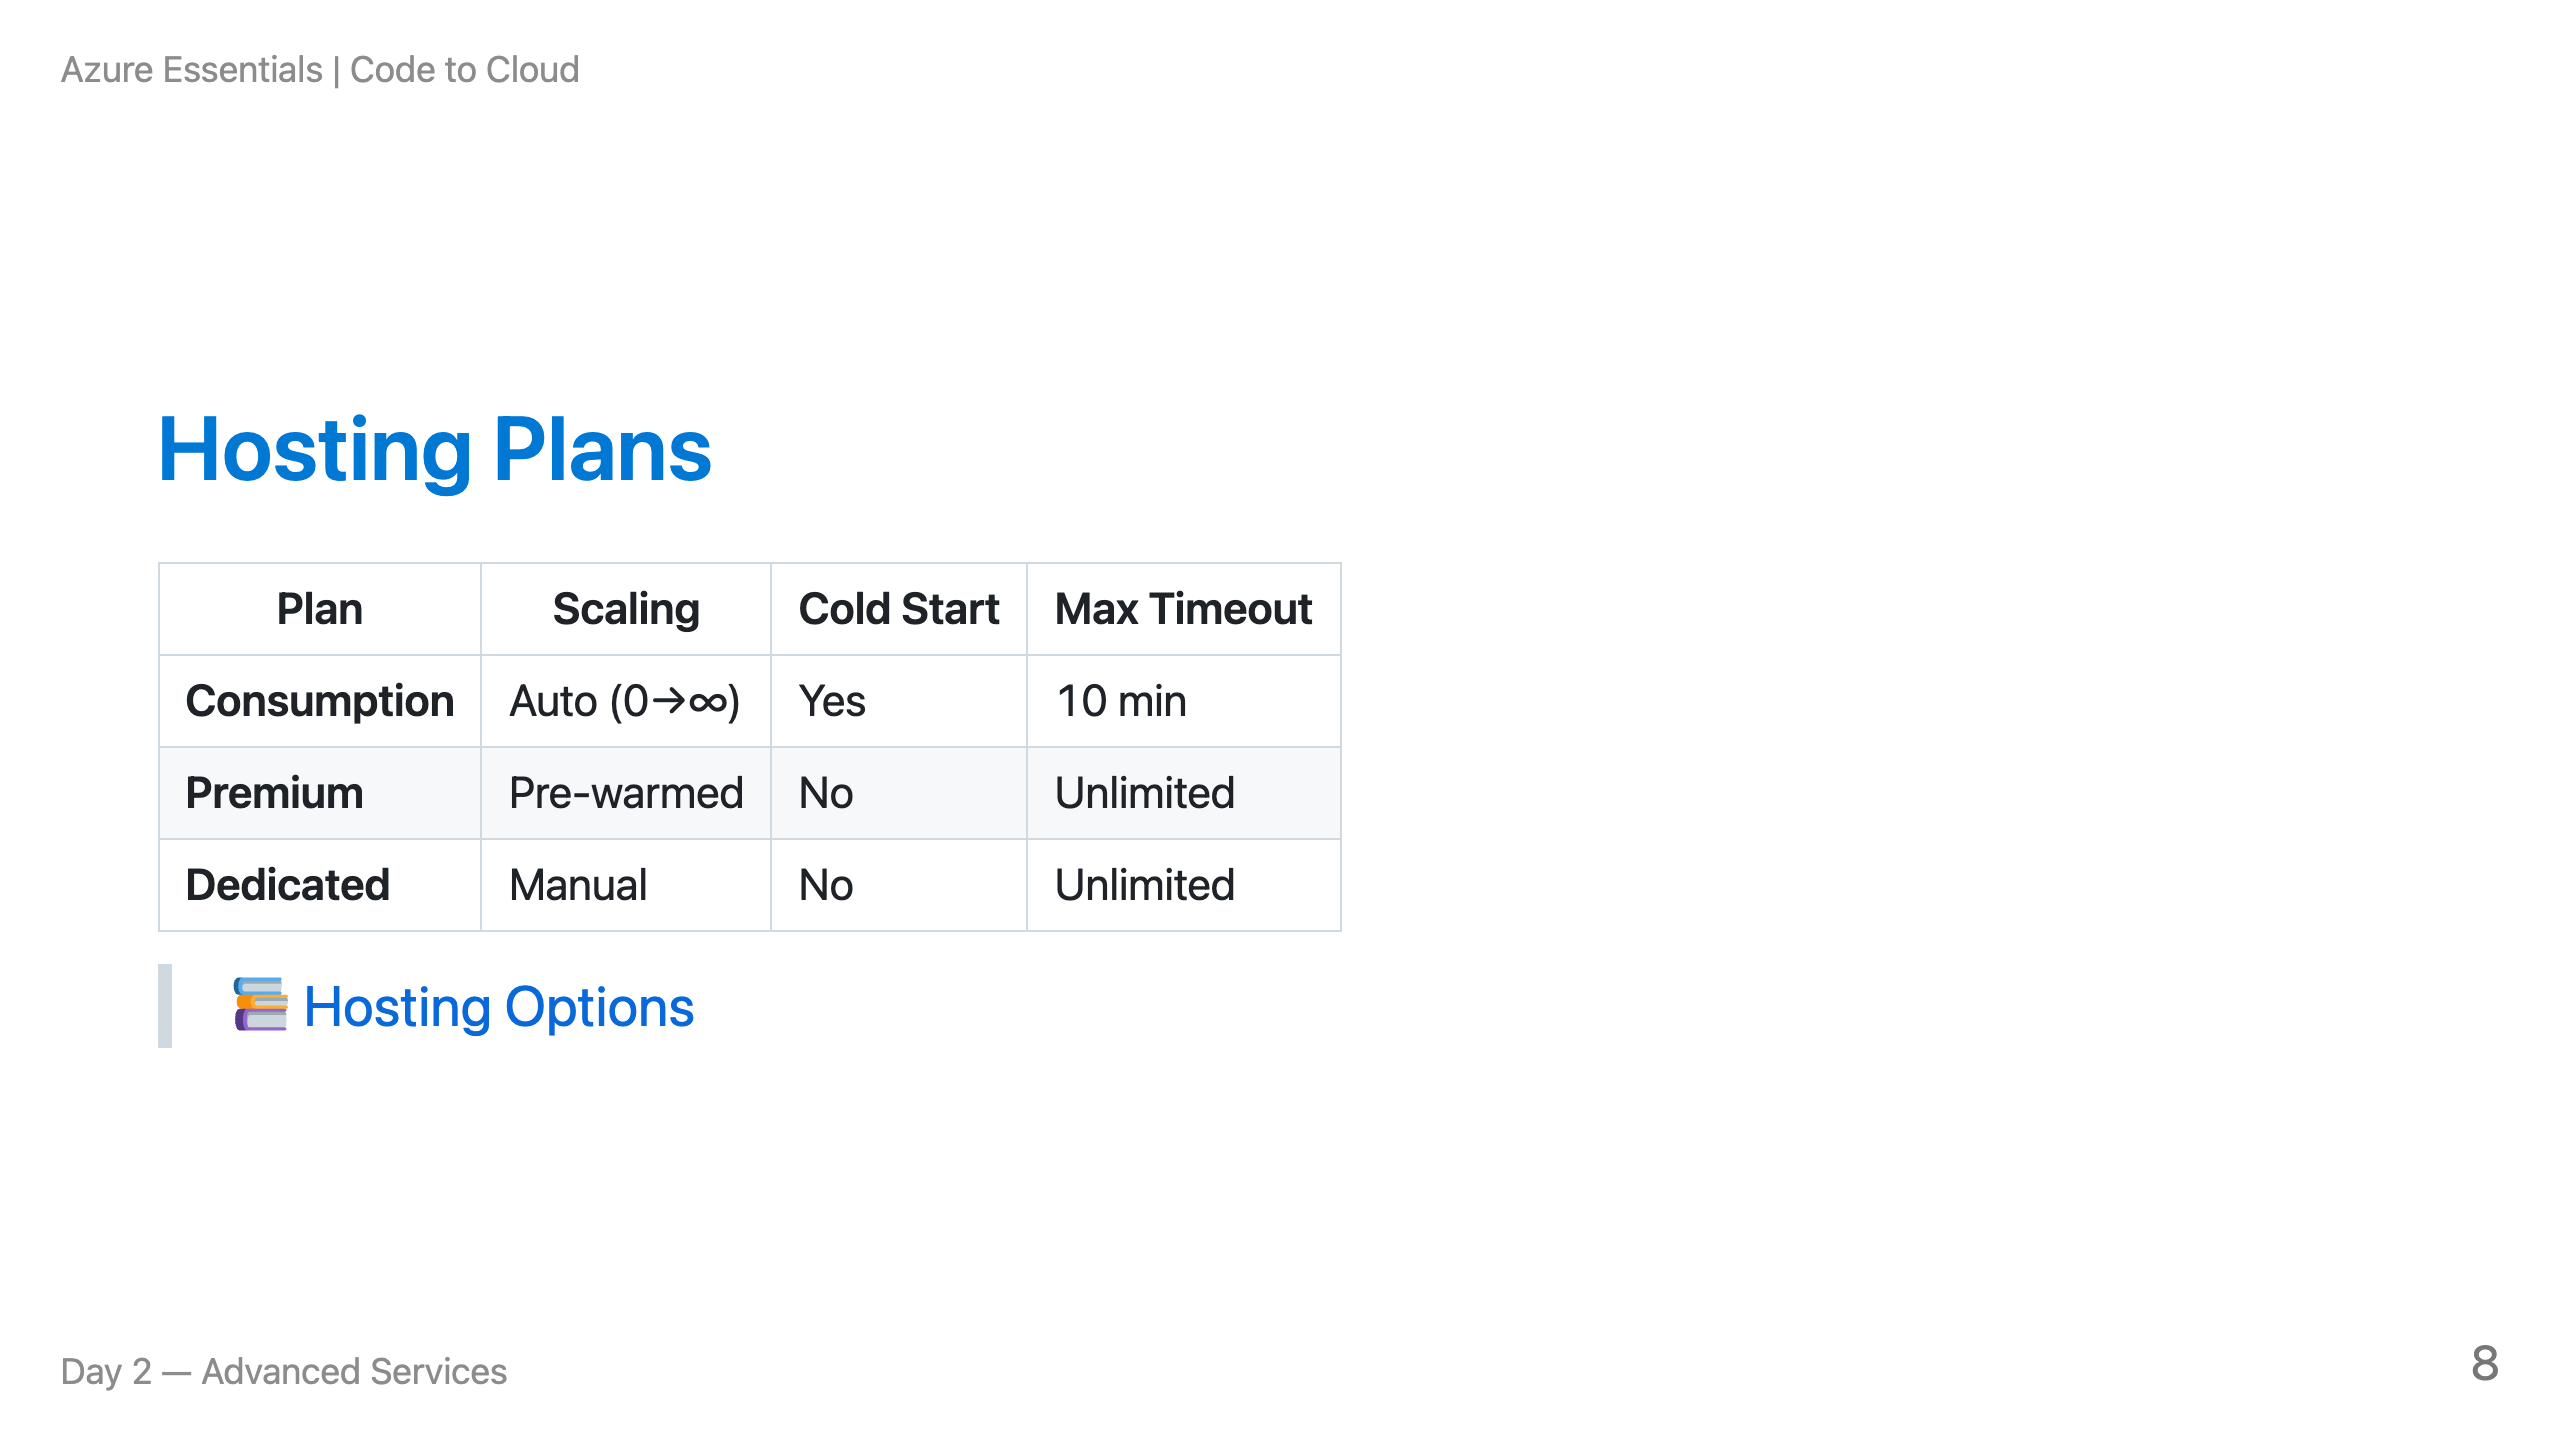 Azure Essentials | Code to Cloud
Hosting Plans
Plan Scaling Cold Start Max Timeout
Consumption Auto (0→∞) Yes 10 min
Premium Pre-warmed No Unlimited
Dedicated Manual No Unlimited
📚 Hosting Options
Day 2 — Advanced Services
8